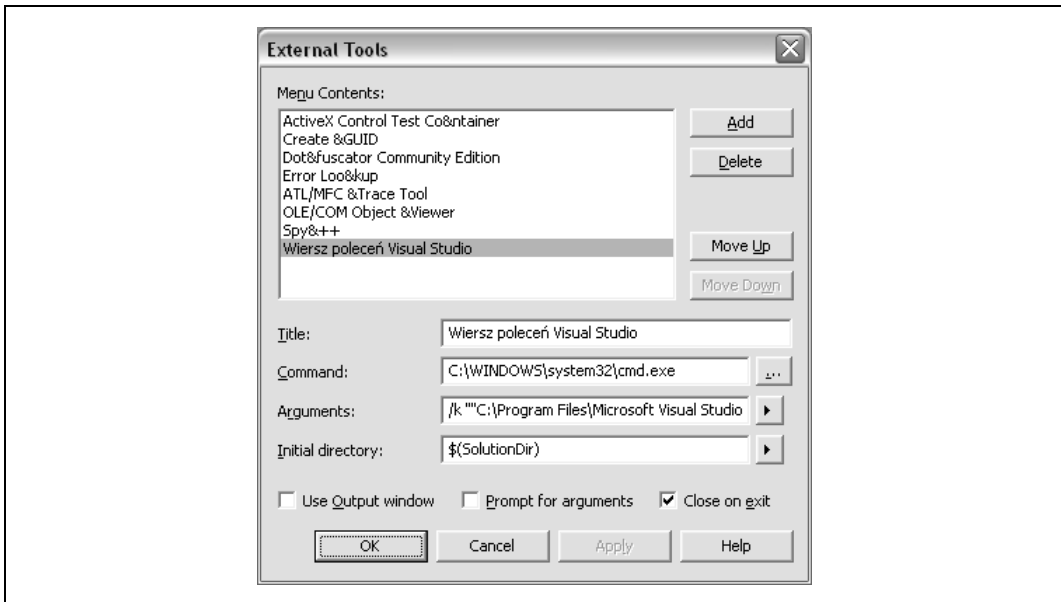 External Tools
Menu Contents:
ActiveX Control Test Co&ntainer
Create &GUID
Dot&fuscator Community Edition
Error Loo&kup
ATL/MFC &Trace Tool
OLE/COM Object &Viewer
Spy&++
Wiersz poleceń Visual Studio
Add
Delete
Move Up
Move Down
Title: Wiersz poleceń Visual Studio
Command: C:\WINDOWS\system32\cmd.exe ...
Arguments: /k ""C:\Program Files\Microsoft Visual Studio
Initial directory: $(SolutionDir)
Use Output window Prompt for arguments Close on exit
OK Cancel Apply Help